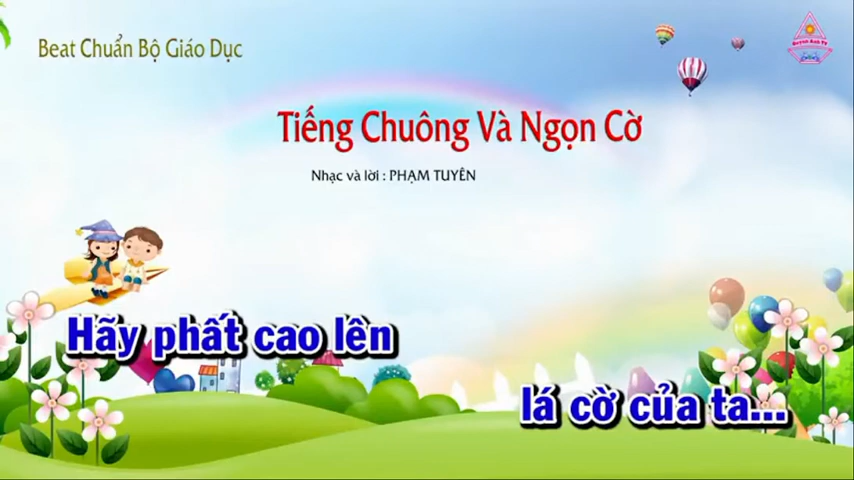 Beat Chuẩn Bộ Giáo Dục
Tiếng Chuông Và Ngọn Cờ
Nhạc và lời : PHẠM TUYÊN
Hãy phất cao lên
lá cờ của ta...